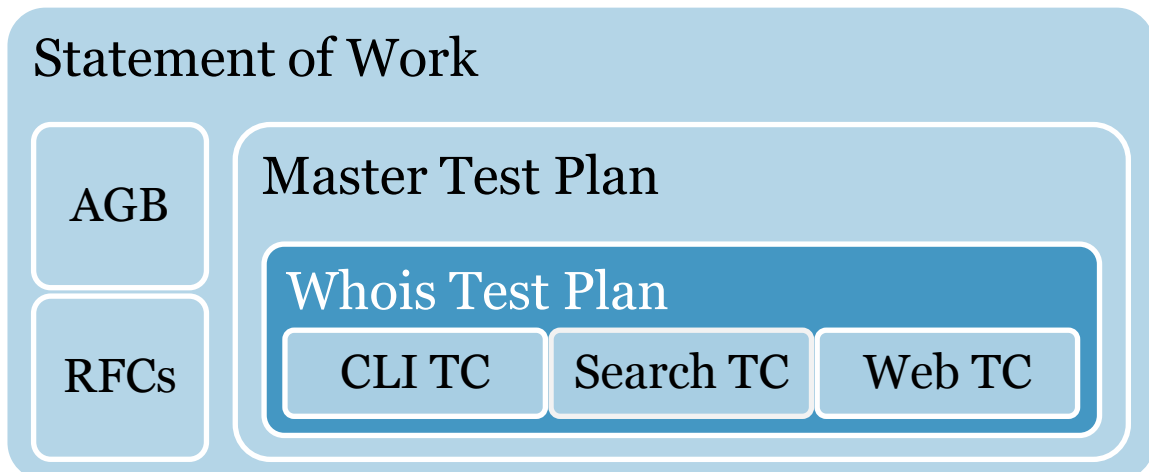 Statement of Work
AGB
RFCs
Master Test Plan
Whois Test Plan
CLI TC
Search TC
Web TC